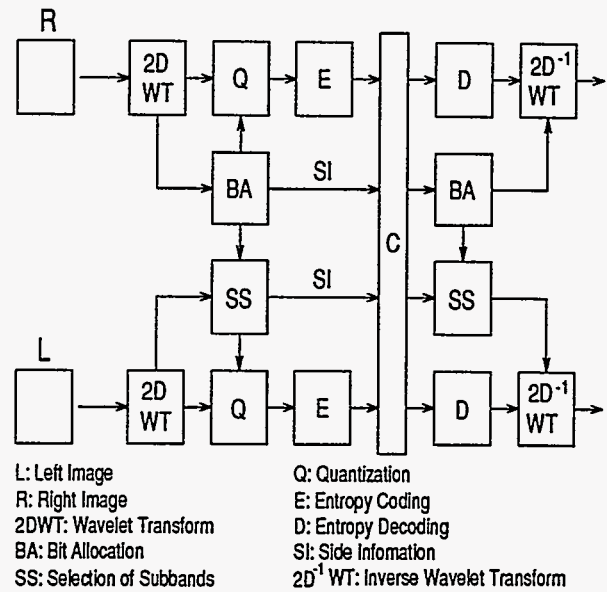 R
2D WT
Q
E
D
2D⁻¹ WT
BA
SI
BA
C
SS
SI
SS
L
2D WT
Q
E
D
2D⁻¹ WT
L: Left Image
R: Right Image
2DWT: Wavelet Transform
BA: Bit Allocation
SS: Selection of Subbands
Q: Quantization
E: Entropy Coding
D: Entropy Decoding
SI: Side Infomation
2D⁻¹ WT: Inverse Wavelet Transform